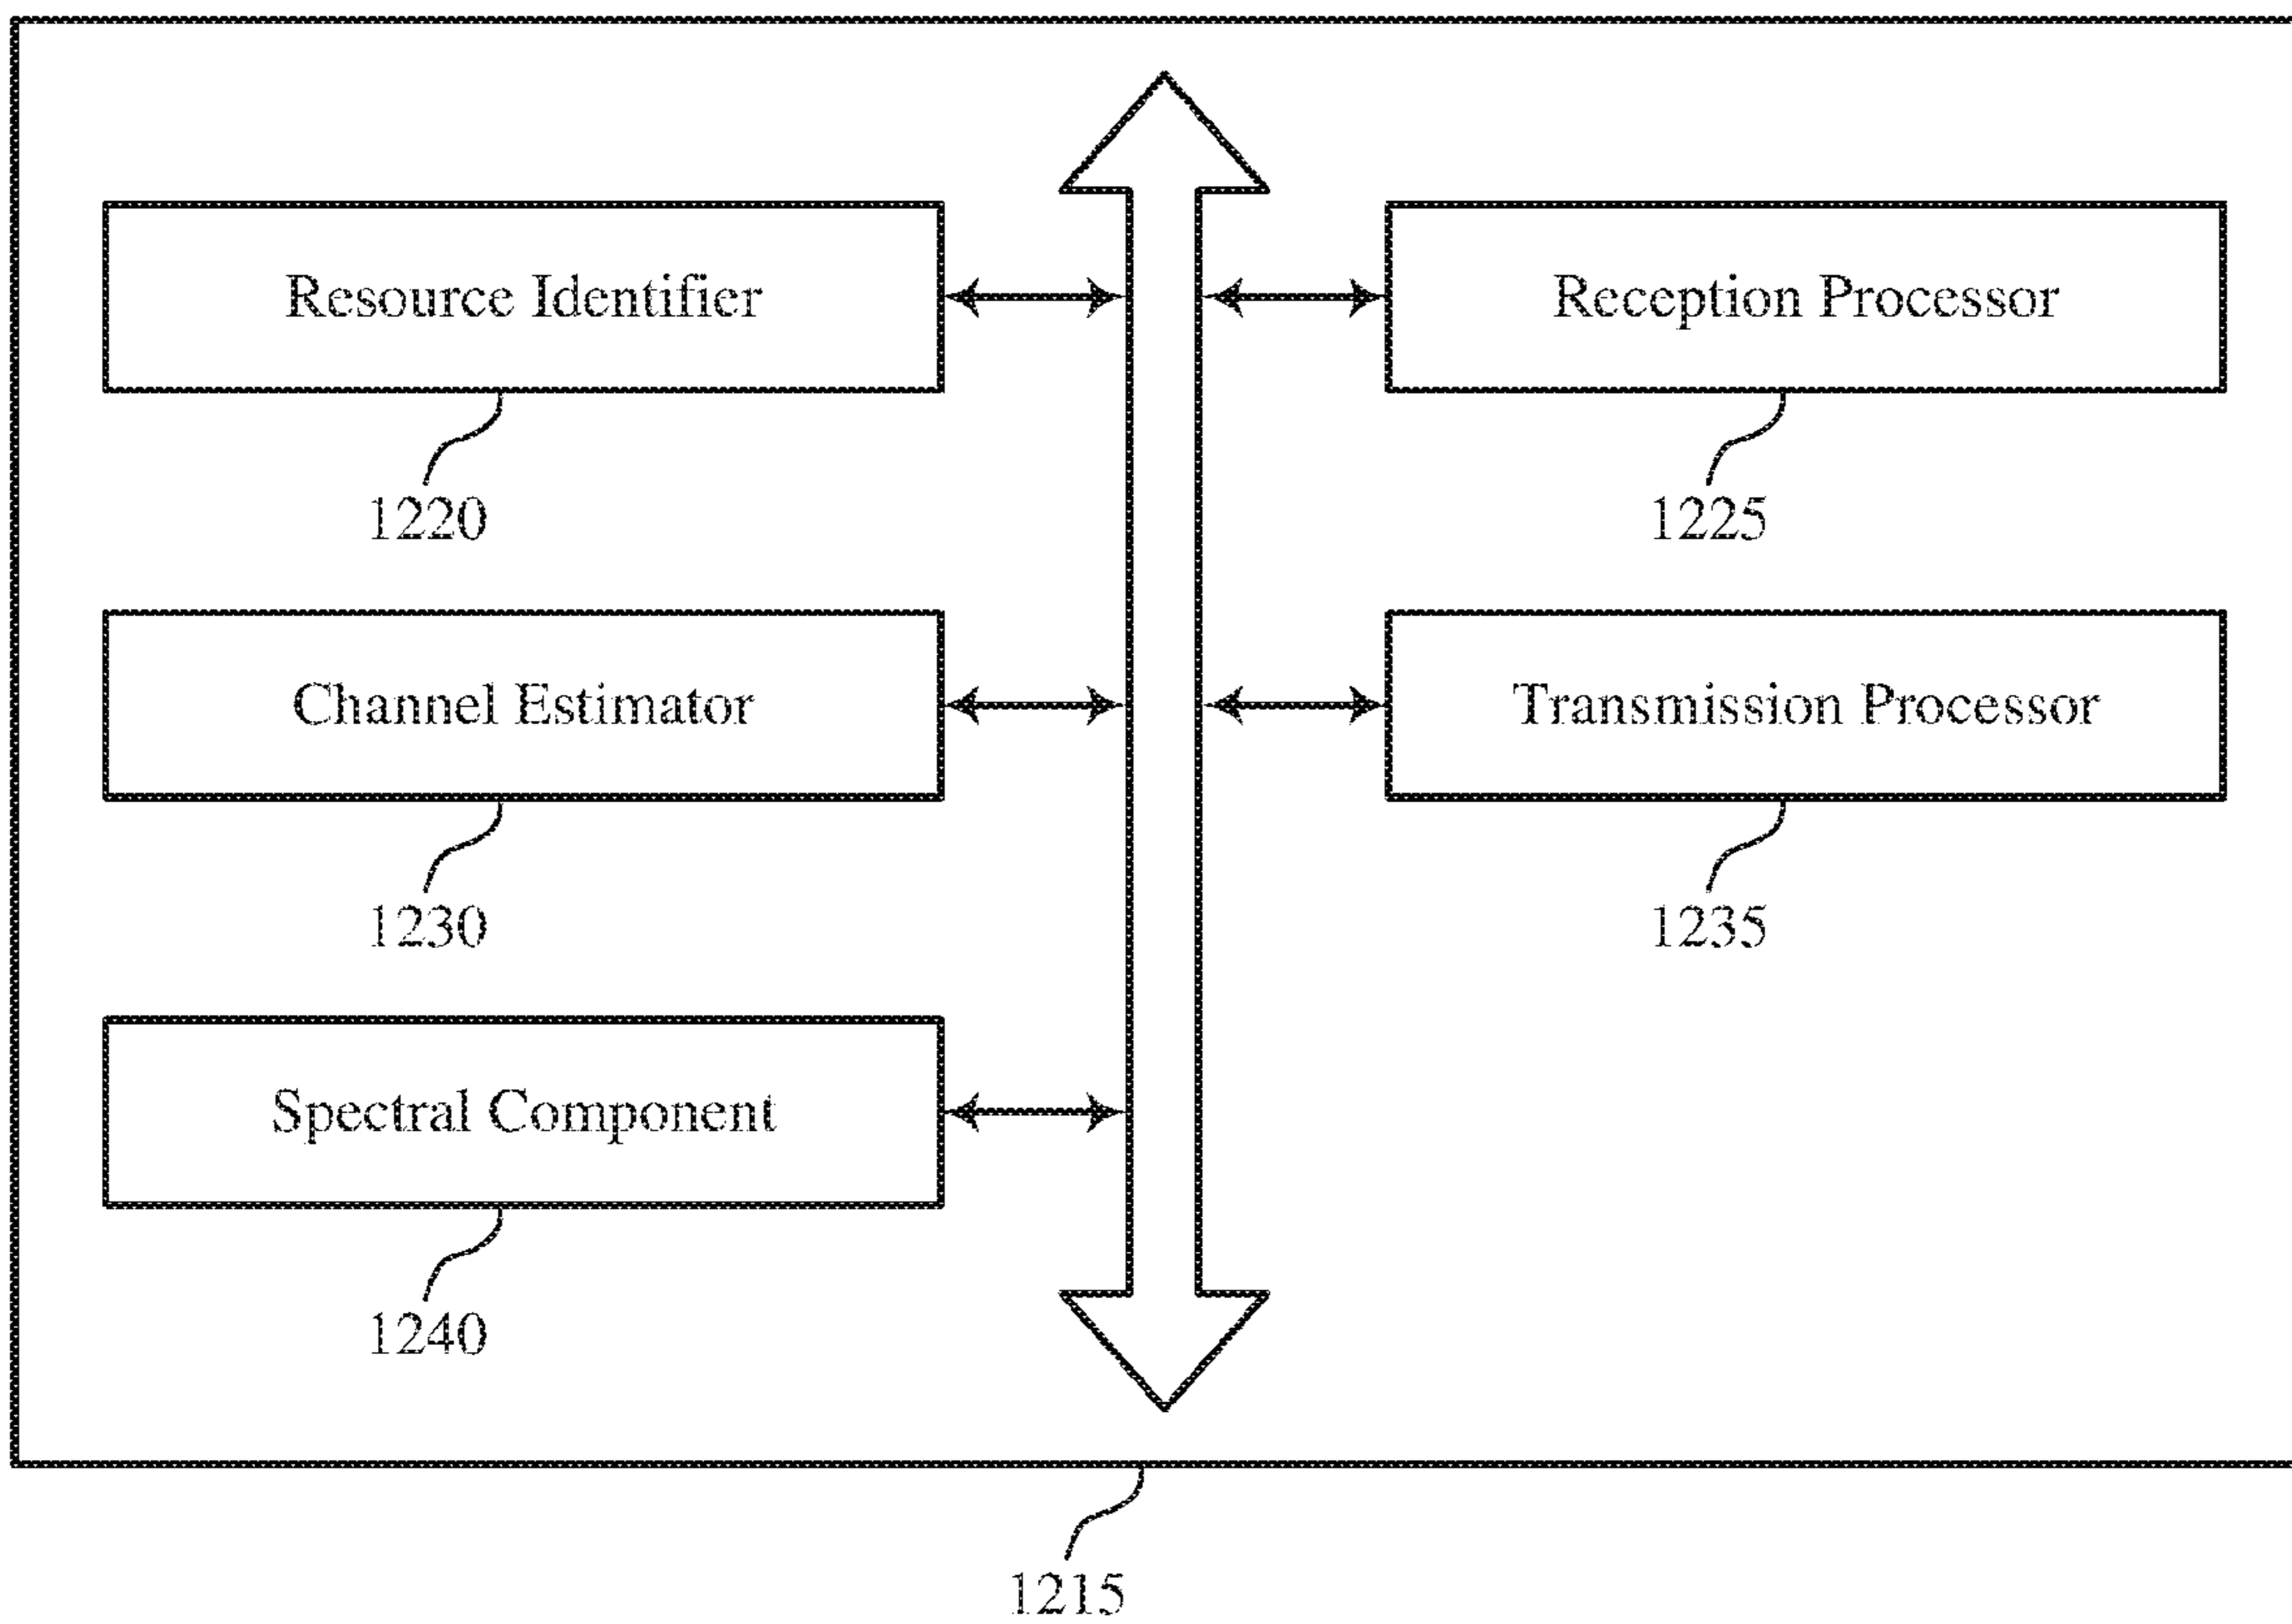 Resource Identifier
Reception Processor
1220
1225
Channel Estimator
Transmission Processor
1230
1235
Spectral Component
1240
1215